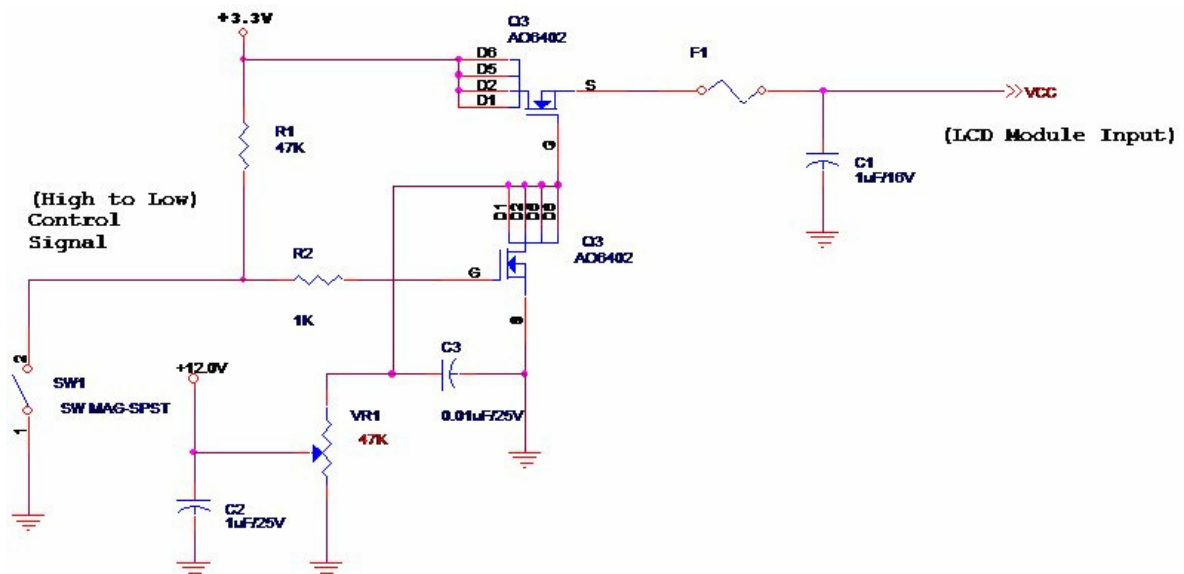 +3.3V
Q3
AO6402
D6
D5
D2
D1
S
F1
VCC
(LCD Module Input)
R1
47K
G
C1
1uF/16V
(High to Low)
Control
Signal
D1
D2
Q3
AO6402
R2
G
1K
S
2
+12.0V
C3
SW1
SW MAG-SPST
VR1
0.01uF/25V
47K
1
C2
1uF/25V